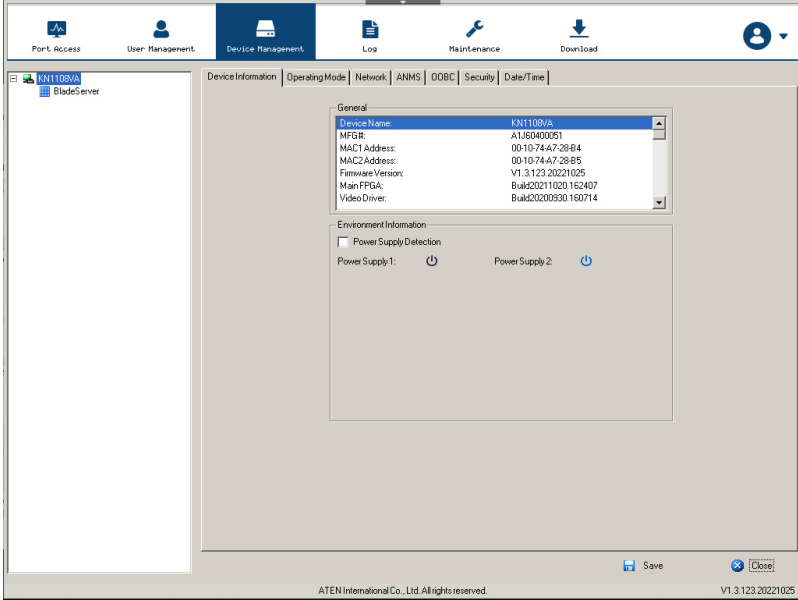 Port Access User Management Device Management Log Maintenance Download
KN1108VA
BladeServer
Device Information Operating Mode Network ANMS OOBC Security Date/Time
General
Device Name: KN1108VA
MFG#: A1J60400051
MAC1 Address: 00-10-74-A7-28-B4
MAC2 Address: 00-10-74-A7-28-B5
Firmware Version: V1.3.123.20221025
Main FPGA: Build20211020.162407
Video Driver: Build20200930.160714
Environment Information
Power Supply Detection
Power Supply 1: Power Supply 2:
Save Close
ATEN International Co., Ltd. All rights reserved. V1.3.123.20221025